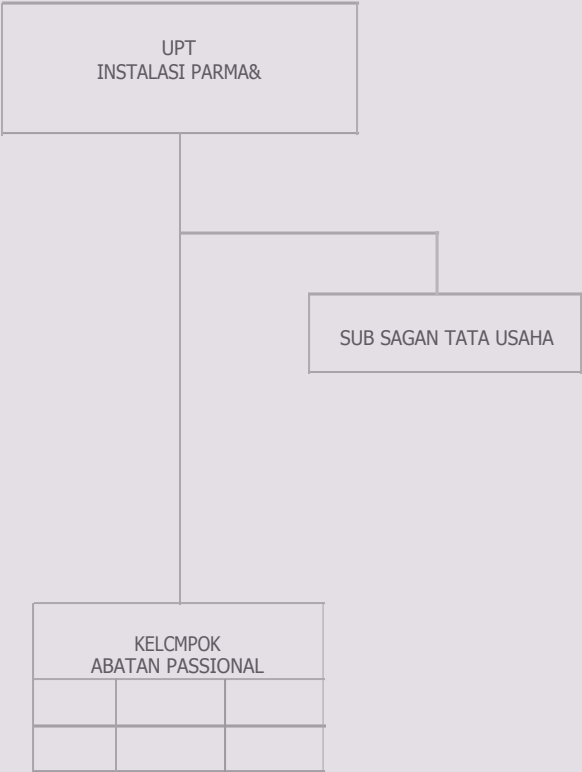 UPT
INSTALASI PARMA&
SUB SAGAN TATA USAHA
KELCMPOK
ABATAN PASSIONAL